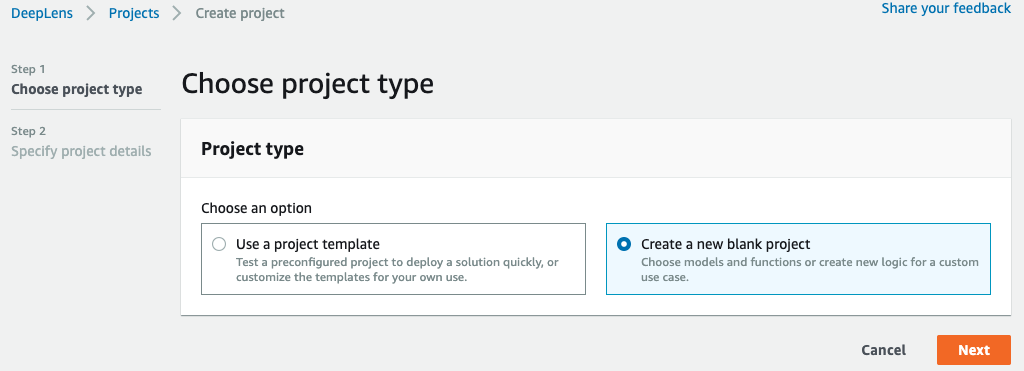 DeepLens > Projects > Create project
Share your feedback
Step 1
Choose project type
Step 2
Specify project details
Choose project type
Project type
Choose an option
Use a project template
Test a preconfigured project to deploy a solution quickly, or
customize the templates for your own use.
Create a new blank project
Choose models and functions or create new logic for a custom
use case.
Cancel
Next